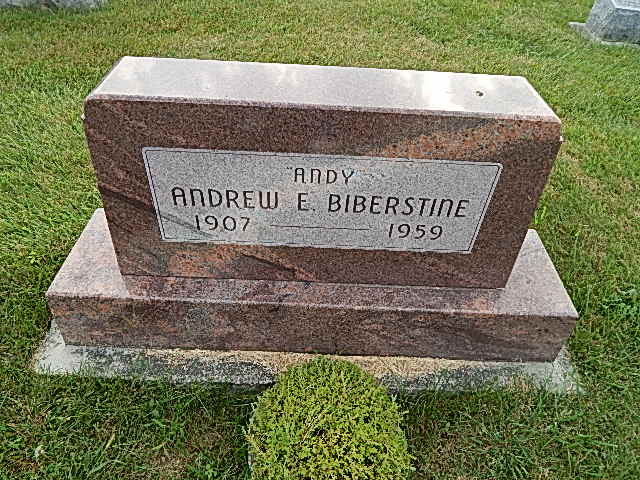 "ANDY"
ANDREW E. BIBERSTINE
1907 — 1959